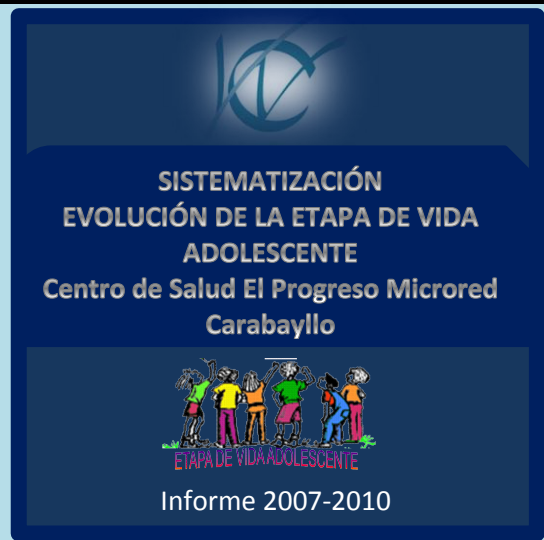 SISTEMATIZACIÓN
EVOLUCIÓN DE LA ETAPA DE VIDA
ADOLESCENTE
Centro de Salud El Progreso Microred
Carabayllo
ETAPA DE VIDA ADOLESCENTE
Informe 2007-2010